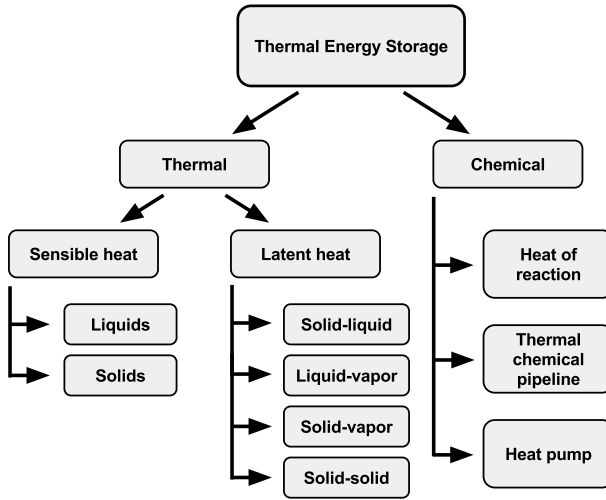 Thermal Energy Storage
Thermal
Chemical
Sensible heat
Latent heat
Liquids
Solids
Solid-liquid
Liquid-vapor
Solid-vapor
Solid-solid
Heat of
reaction
Thermal
chemical
pipeline
Heat pump